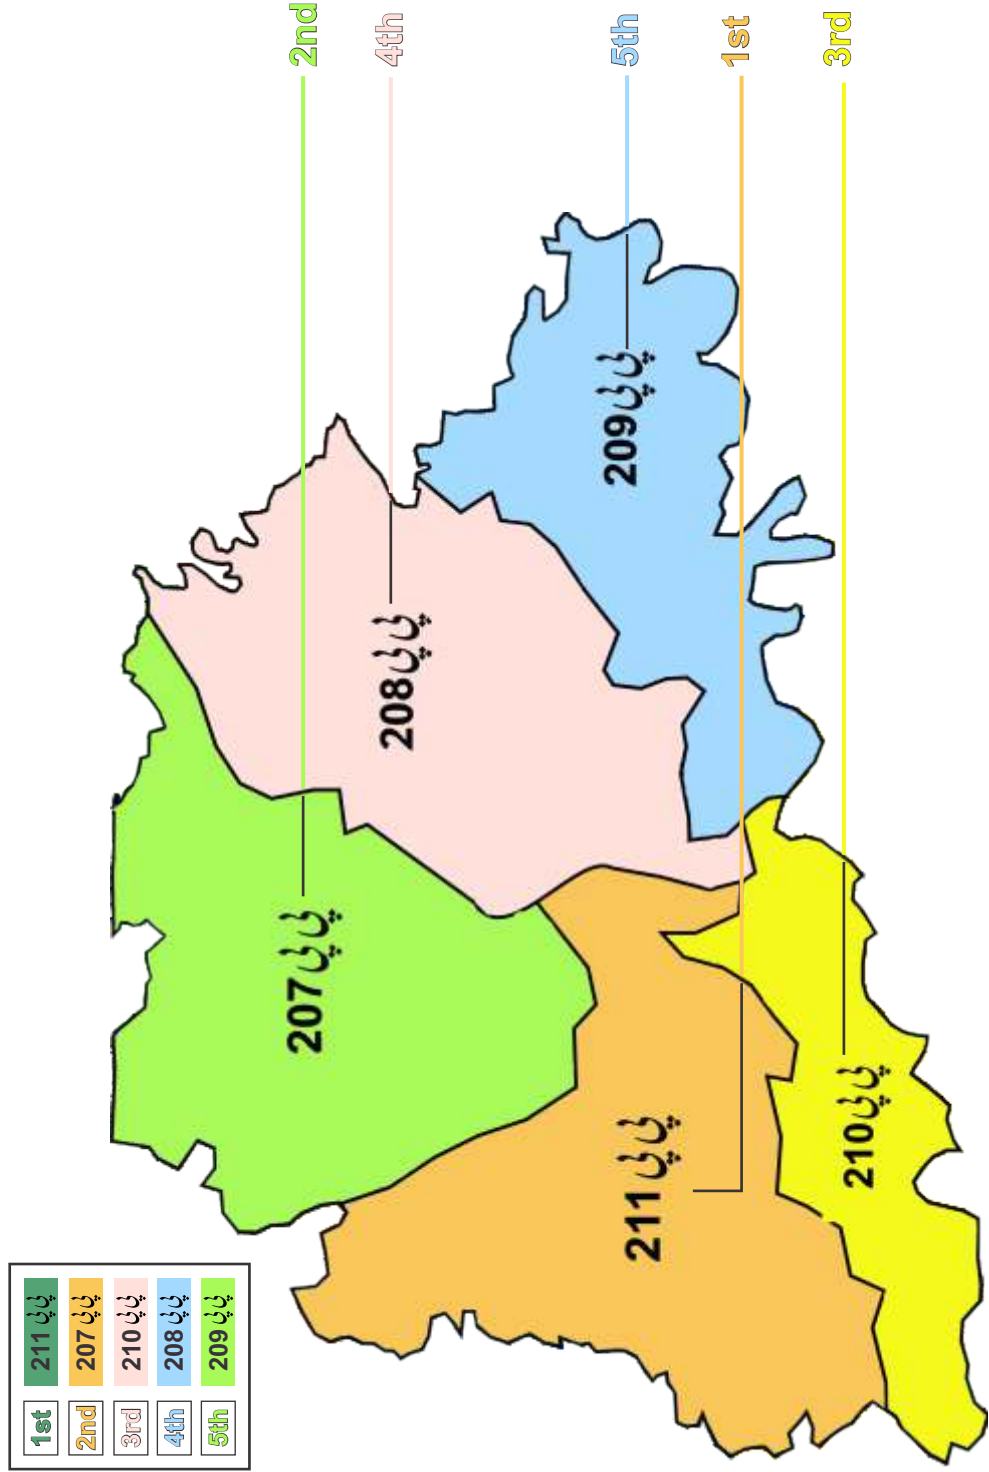 2nd
4th
5th
1st
3rd
پی پی 209
پی پی 208
پی پی 207
پی پی 211
پی پی 210
1st پی پی 211
2nd پی پی 207
3rd پی پی 210
4th پی پی 208
5th پی پی 209